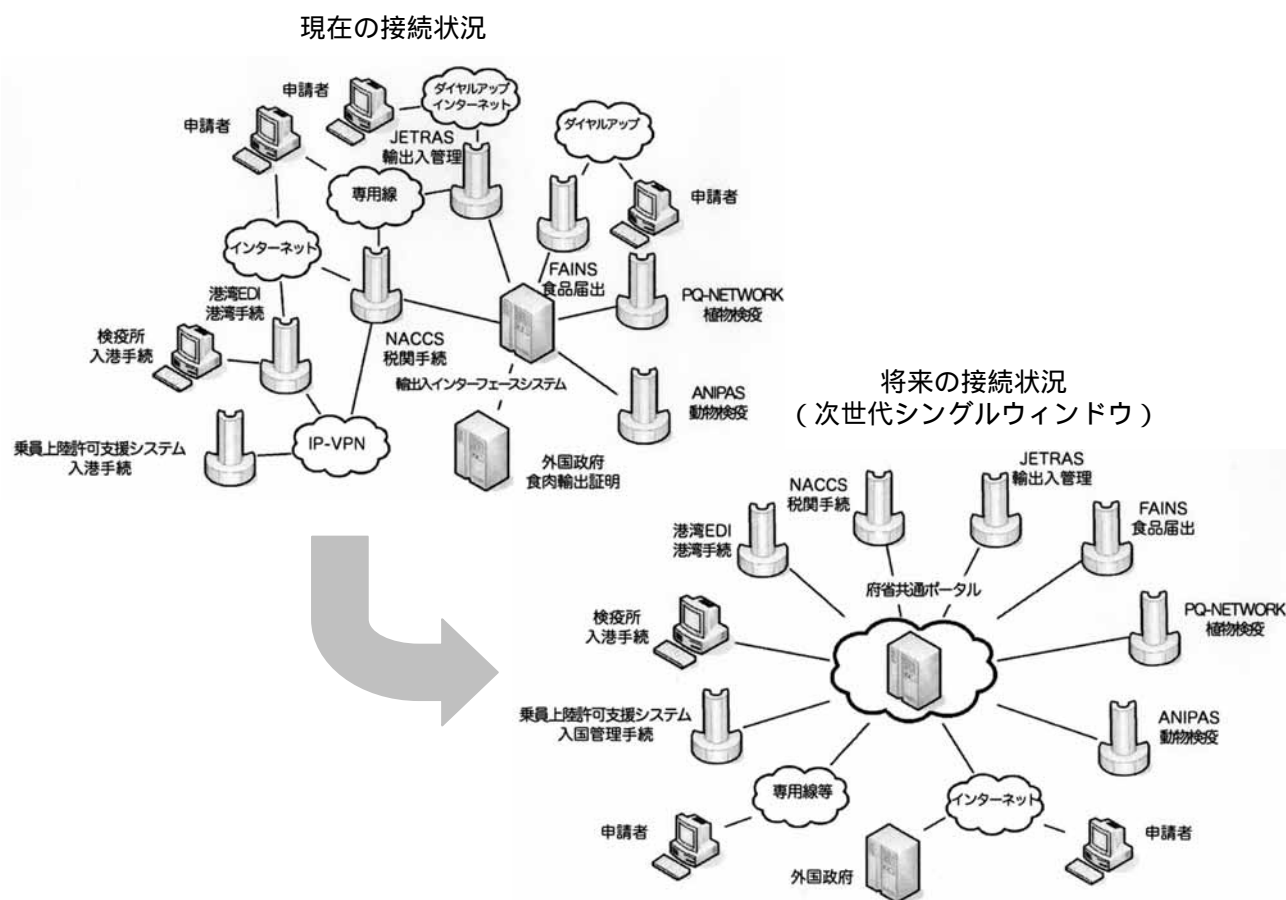 現在の接続状況
申請者
申請者
ダイヤルアップ
インターネット
ダイヤルアップ
JETRAS
輸出入管理
専用線
申請者
インターネット
FAINS
食品届出
港湾EDI
港湾手続
PQ-NETWORK
植物検疫
検疫所
入港手続
NACCS
税関手続
輸出入インターフェースシステム
ANIPAS
動物検疫
乗員上陸許可支援システム
入港手続
IP-VPN
外国政府
食肉輸出証明
将来の接続状況
(次世代シングルウィンドウ)
NACCS
税関手続
JETRAS
輸出入管理
港湾EDI
港湾手続
FAINS
食品届出
府省共通ポータル
検疫所
入港手続
PQ-NETWORK
植物検疫
乗員上陸許可支援システム
入国管理手続
ANIPAS
動物検疫
専用線等
インターネット
申請者
外国政府
申請者